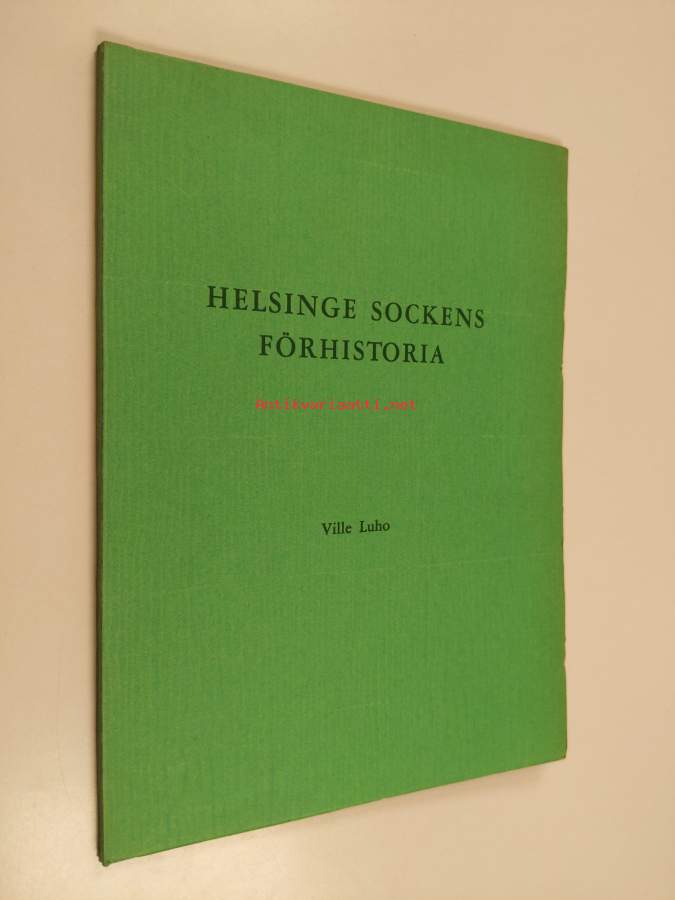 HELSINGE SOCKENS
FÖRHISTORIA
Antikvariaatti.net
Ville Luho